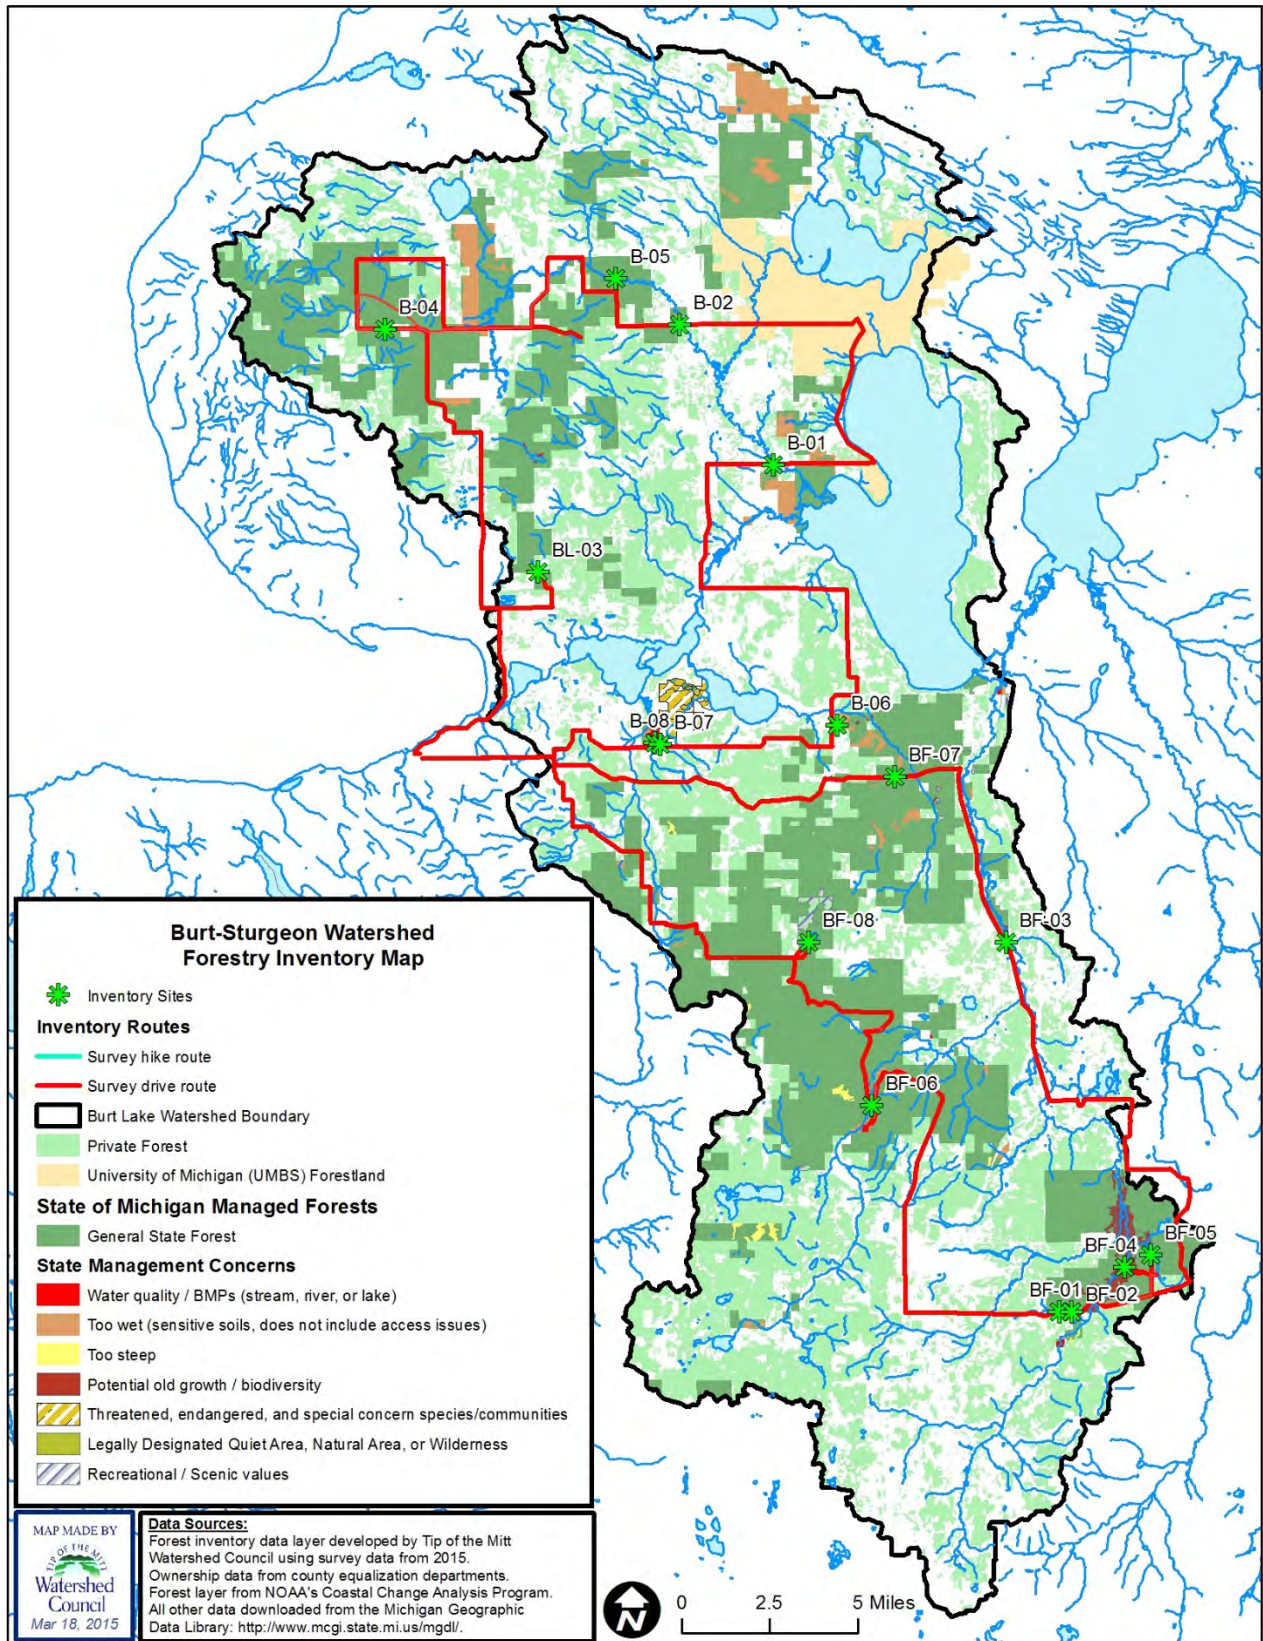 B-05
B-02
B-04
B-01
BL-03
B-08
B-07
B-06
BF-07
BF-08
BF-03
BF-06
BF-05
BF-04
BF-01
BF-02
Burt-Sturgeon Watershed
Forestry Inventory Map
Inventory Sites
Inventory Routes
Survey hike route
Survey drive route
Burt Lake Watershed Boundary
Private Forest
University of Michigan (UMBS) Forestland
State of Michigan Managed Forests
General State Forest
State Management Concerns
Water quality / BMPs (stream, river, or lake)
Too wet (sensitive soils, does not include access issues)
Too steep
Potential old growth / biodiversity
Threatened, endangered, and special concern species/communities
Legally Designated Quiet Area, Natural Area, or Wilderness
Recreational / Scenic values
MAP MADE BY
TIP OF THE MITT
Watershed
Council
Mar 18, 2015
Data Sources:
Forest inventory data layer developed by Tip of the Mitt
Watershed Council using survey data from 2015.
Ownership data from county equalization departments.
Forest layer from NOAA's Coastal Change Analysis Program.
All other data downloaded from the Michigan Geographic
Data Library: http://www.mcgi.state.mi.us/mgdl/.
N
0 2.5 5 Miles